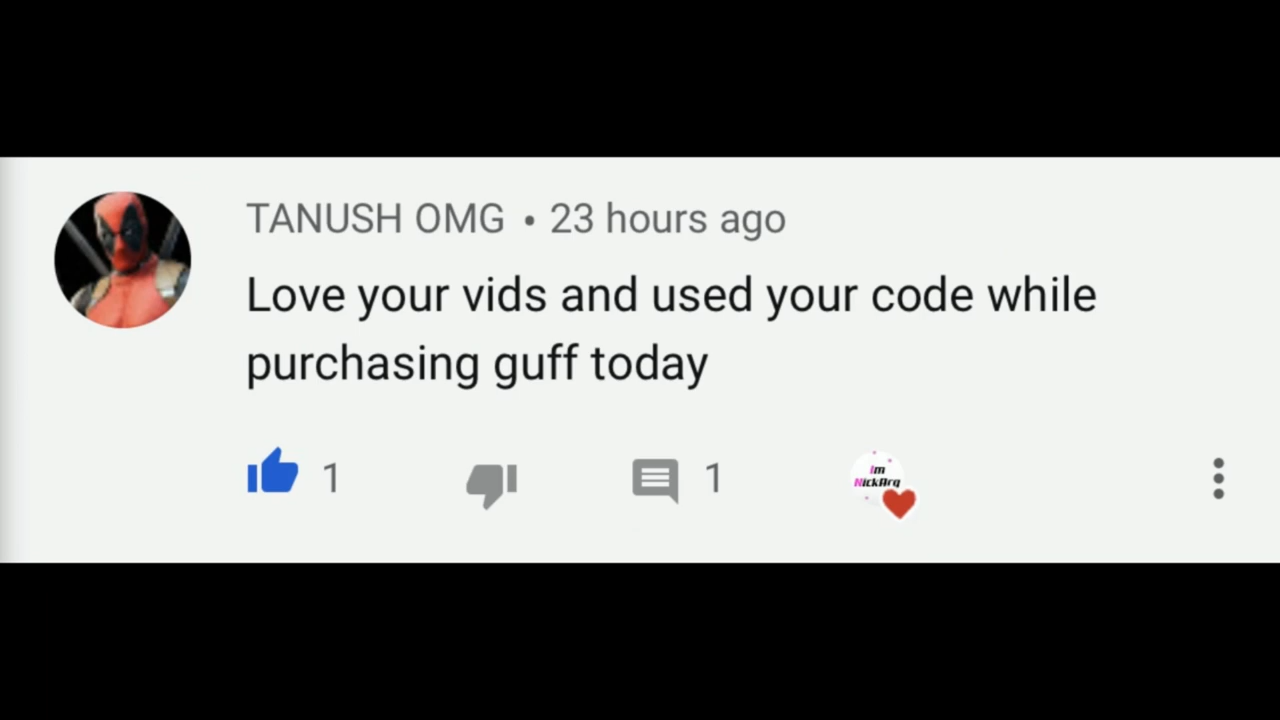 TANUSH OMG • 23 hours ago
Love your vids and used your code while
purchasing guff today
1
1
Im
NickArq